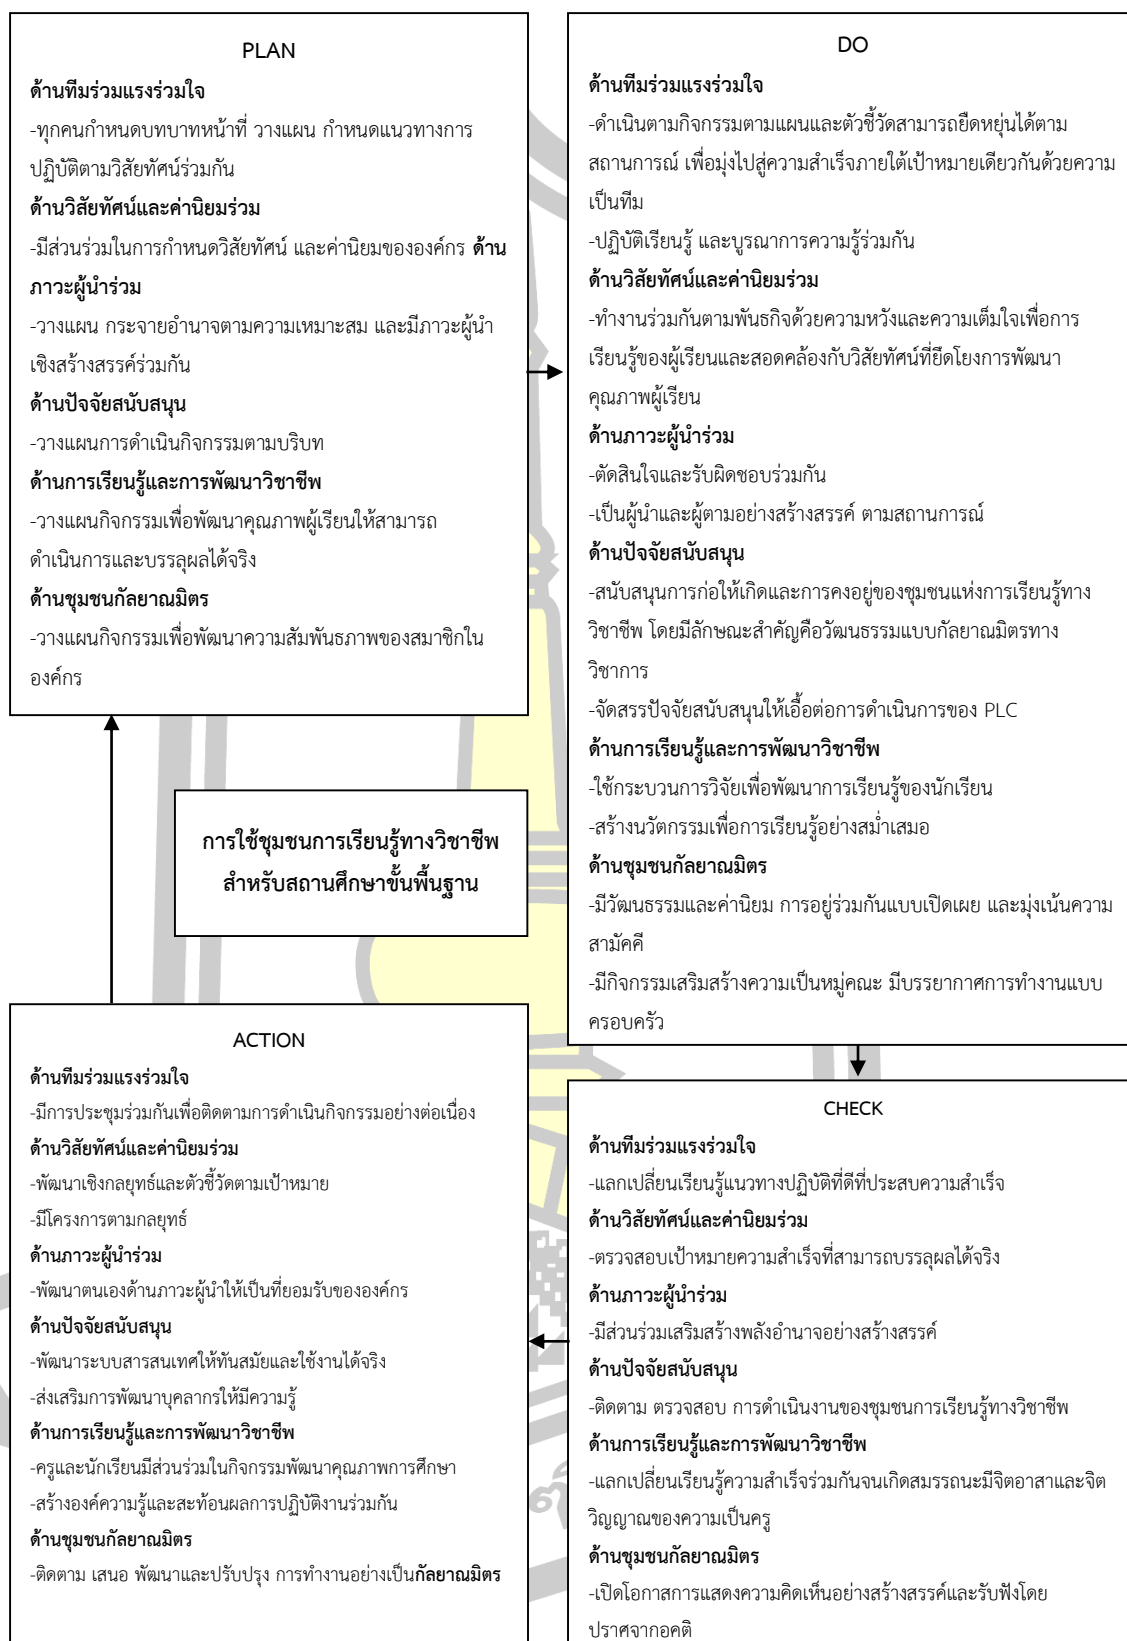 PLAN
ด้านทีมร่วมแรงร่วมใจ
-ทุกคนกำหนดบทบาทหน้าที่ วางแผน กำหนดแนวทางการ
ปฏิบัติตามวิสัยทัศน์ร่วมกัน
ด้านวิสัยทัศน์และค่านิยมร่วม
-มีส่วนร่วมในการกำหนดวิสัยทัศน์ และค่านิยมขององค์กร ด้าน
ภาวะผู้นำร่วม
-วางแผน กระจายอำนาจตามความเหมาะสม และมีภาวะผู้นำ
เชิงสร้างสรรค์ร่วมกัน
ด้านปัจจัยสนับสนุน
-วางแผนการดำเนินกิจกรรมตามบริบท
ด้านการเรียนรู้และการพัฒนาวิชาชีพ
-วางแผนกิจกรรมเพื่อพัฒนาคุณภาพผู้เรียนให้สามารถ
ดำเนินการและบรรลุผลได้จริง
ด้านชุมชนกัลยาณมิตร
-วางแผนกิจกรรมเพื่อพัฒนาความสัมพันธภาพของสมาชิกใน
องค์กร
DO
ด้านทีมร่วมแรงร่วมใจ
-ดำเนินตามกิจกรรมตามแผนและตัวชี้วัดสามารถยืดหยุ่นได้ตาม
สถานการณ์ เพื่อมุ่งไปสู่ความสำเร็จภายใต้เป้าหมายเดียวกันด้วยความ
เป็นทีม
-ปฏิบัติเรียนรู้ และบูรณาการความรู้ร่วมกัน
ด้านวิสัยทัศน์และค่านิยมร่วม
-ทำงานร่วมกันตามพันธกิจด้วยความหวังและความเต็มใจเพื่อการ
เรียนรู้ของผู้เรียนและสอดคล้องกับวิสัยทัศน์ที่ยึดโยงการพัฒนา
คุณภาพผู้เรียน
ด้านภาวะผู้นำร่วม
-ตัดสินใจและรับผิดชอบร่วมกัน
-เป็นผู้นำและผู้ตามอย่างสร้างสรรค์ ตามสถานการณ์
ด้านปัจจัยสนับสนุน
-สนับสนุนการก่อให้เกิดและการคงอยู่ของชุมชนแห่งการเรียนรู้ทาง
วิชาชีพ โดยมีลักษณะสำคัญคือวัฒนธรรมแบบกัลยาณมิตรทาง
วิชาการ
-จัดสรรปัจจัยสนับสนุนให้เอื้อต่อการดำเนินการของ PLC
ด้านการเรียนรู้และการพัฒนาวิชาชีพ
-ใช้กระบวนการวิจัยเพื่อพัฒนาการเรียนรู้ของนักเรียน
-สร้างนวัตกรรมเพื่อการเรียนรู้อย่างสม่ำเสมอ
ด้านชุมชนกัลยาณมิตร
-มีวัฒนธรรมและค่านิยม การอยู่ร่วมกันแบบเปิดเผย และมุ่งเน้นความ
สามัคคี
-มีกิจกรรมเสริมสร้างความเป็นหมู่คณะ มีบรรยากาศการทำงานแบบ
ครอบครัว
การใช้ชุมชนการเรียนรู้ทางวิชาชีพ
สำหรับสถานศึกษาขั้นพื้นฐาน
ACTION
ด้านทีมร่วมแรงร่วมใจ
-มีการประชุมร่วมกันเพื่อติดตามการดำเนินกิจกรรมอย่างต่อเนื่อง
ด้านวิสัยทัศน์และค่านิยมร่วม
-พัฒนาเชิงกลยุทธ์และตัวชี้วัดตามเป้าหมาย
-มีโครงการตามกลยุทธ์
ด้านภาวะผู้นำร่วม
-พัฒนาตนเองด้านภาวะผู้นำให้เป็นที่ยอมรับขององค์กร
ด้านปัจจัยสนับสนุน
-พัฒนาระบบสารสนเทศให้ทันสมัยและใช้งานได้จริง
-ส่งเสริมการพัฒนาบุคลากรให้มีความรู้
ด้านการเรียนรู้และการพัฒนาวิชาชีพ
-ครูและนักเรียนมีส่วนร่วมในกิจกรรมพัฒนาคุณภาพการศึกษา
-สร้างองค์ความรู้และสะท้อนผลการปฏิบัติงานร่วมกัน
ด้านชุมชนกัลยาณมิตร
-ติดตาม เสนอ พัฒนาและปรับปรุง การทำงานอย่างเป็นกัลยาณมิตร
CHECK
ด้านทีมร่วมแรงร่วมใจ
-แลกเปลี่ยนเรียนรู้แนวทางปฏิบัติที่ดีที่ประสบความสำเร็จ
ด้านวิสัยทัศน์และค่านิยมร่วม
-ตรวจสอบเป้าหมายความสำเร็จที่สามารถบรรลุผลได้จริง
ด้านภาวะผู้นำร่วม
-มีส่วนร่วมเสริมสร้างพลังอำนาจอย่างสร้างสรรค์
ด้านปัจจัยสนับสนุน
-ติดตาม ตรวจสอบ การดำเนินงานของชุมชนการเรียนรู้ทางวิชาชีพ
ด้านการเรียนรู้และการพัฒนาวิชาชีพ
-แลกเปลี่ยนเรียนรู้ความสำเร็จร่วมกันจนเกิดสมรรถนะมีจิตอาสาและจิต
วิญญาณของความเป็นครู
ด้านชุมชนกัลยาณมิตร
-เปิดโอกาสการแสดงความคิดเห็นอย่างสร้างสรรค์และรับฟังโดย
ปราศจากอคติ